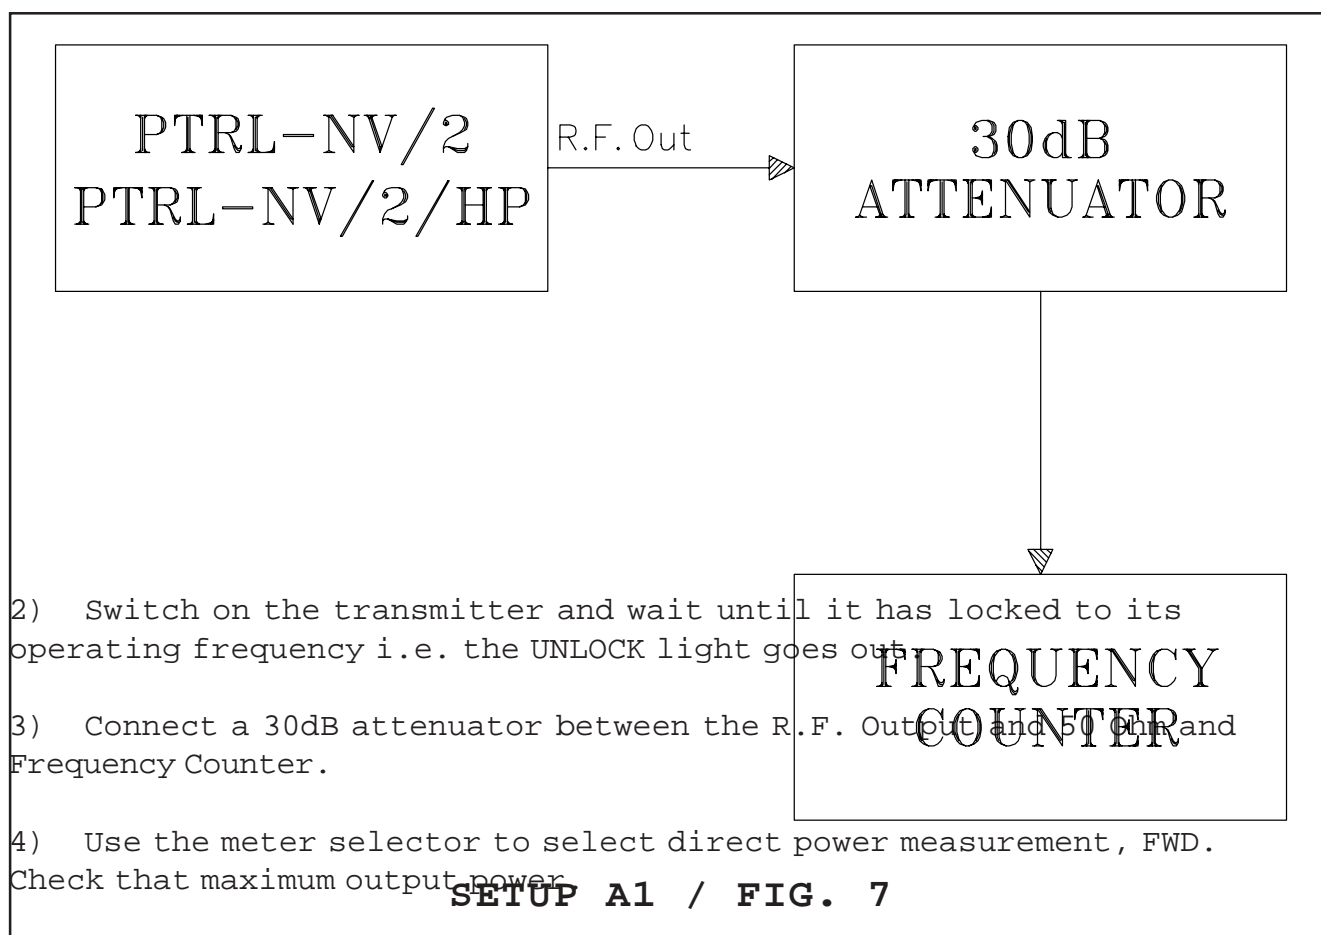 PTRL-NV/2
PTRL-NV/2/HP
R.F. Out
30dB
ATTENUATOR
2) Switch on the transmitter and wait until it has locked to its
operating frequency i.e. the UNLOCK light goes out.
FREQUENCY
COUNTER
3) Connect a 30dB attenuator between the R.F. Output and 50 Ohm and
Frequency Counter.
4) Use the meter selector to select direct power measurement, FWD.
Check that maximum output power.
SETUP A1 / FIG. 7